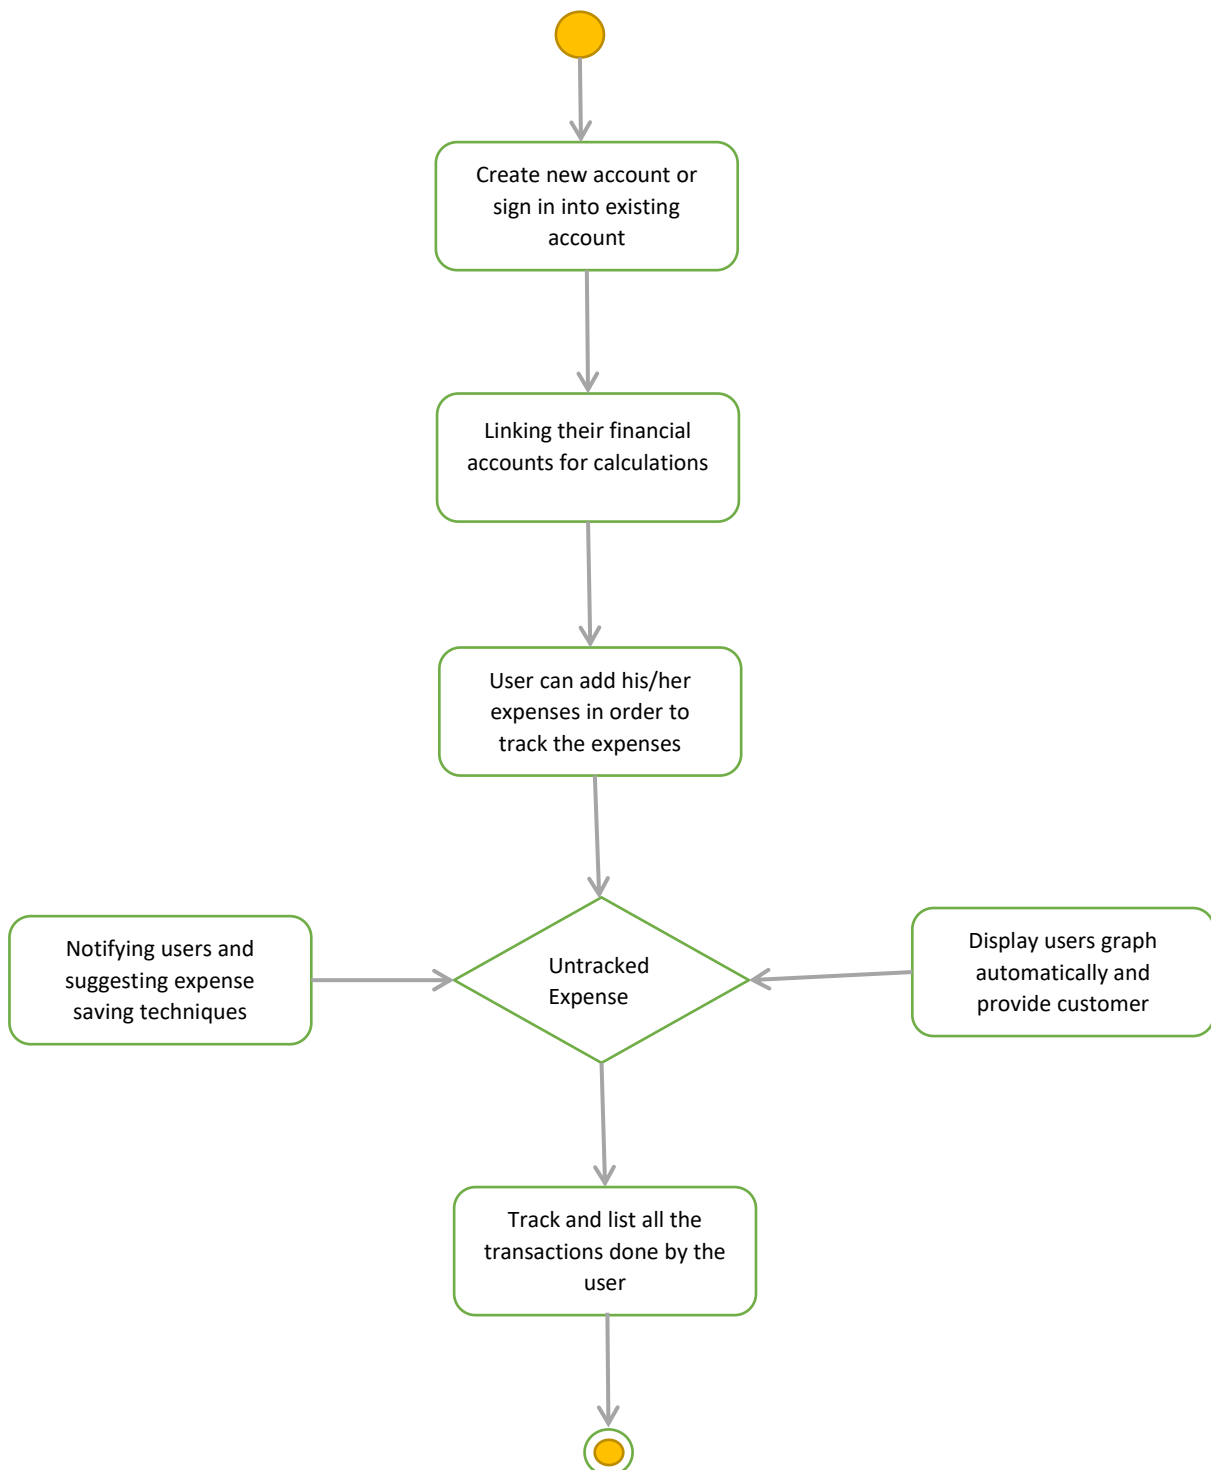 Create new account or
sign in into existing
account
Linking their financial
accounts for calculations
User can add his/her
expenses in order to
track the expenses
Notifying users and
suggesting expense
saving techniques
Untracked
Expense
Display users graph
automatically and
provide customer
Track and list all the
transactions done by the
user